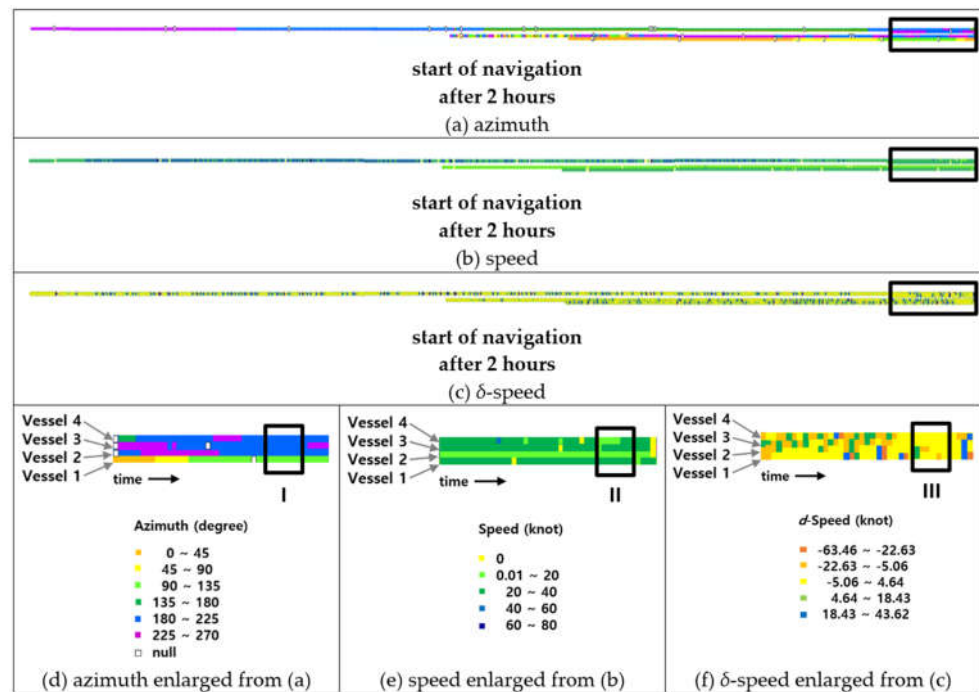 start of navigation
after 2 hours
(a) azimuth
start of navigation
after 2 hours
(b) speed
start of navigation
after 2 hours
(c) δ-speed
Vessel 4
Vessel 3
Vessel 2
Vessel 1
time
I
Azimuth (degree)
0 ~ 45
45 ~ 90
90 ~ 135
135 ~ 180
180 ~ 225
225 ~ 270
null
(d) azimuth enlarged from (a)
Vessel 4
Vessel 3
Vessel 2
Vessel 1
time
II
Speed (knot)
0
0.01 ~ 20
20 ~ 40
40 ~ 60
60 ~ 80
(e) speed enlarged from (b)
Vessel 4
Vessel 3
Vessel 2
Vessel 1
time
III
d-Speed (knot)
-63.46 ~ -22.63
-22.63 ~ -5.06
-5.06 ~ 4.64
4.64 ~ 18.43
18.43 ~ 43.62
(f) δ-speed enlarged from (c)